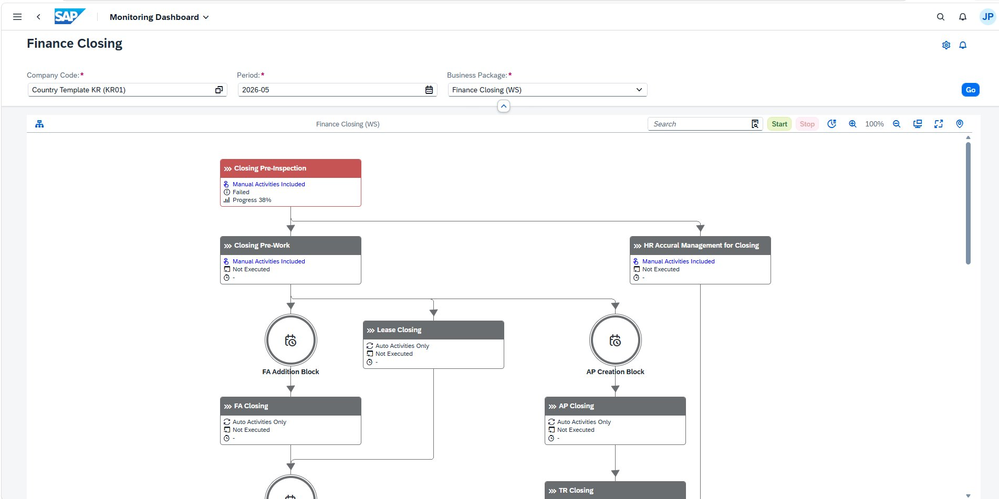 SAP
Monitoring Dashboard
JP
Finance Closing
Company Code:*
Period:*
Business Package:*
Country Template KR (KR01)
2026-05
Finance Closing (WS)
Go
Finance Closing (WS)
Search
Start
Stop
100%
Closing Pre-Inspection
Manual Activities Included
Failed
Progress 38%
Closing Pre-Work
Manual Activities Included
Not Executed
-
HR Accural Management for Closing
Manual Activities Included
Not Executed
-
Lease Closing
Auto Activities Only
Not Executed
-
FA Addition Block
AP Creation Block
FA Closing
Auto Activities Only
Not Executed
-
AP Closing
Auto Activities Only
Not Executed
-
TR Closing